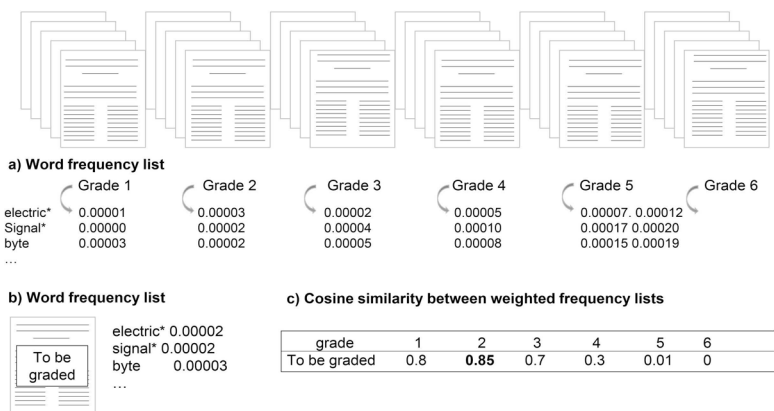 a) Word frequency list
Grade 1 Grade 2 Grade 3 Grade 4 Grade 5 Grade 6
electric* 0.00001 0.00003 0.00002 0.00005 0.00007. 0.00012
Signal* 0.00000 0.00002 0.00004 0.00010 0.00017 0.00020
byte 0.00003 0.00002 0.00005 0.00008 0.00015 0.00019
...
b) Word frequency list
To be
graded
electric* 0.00002
signal* 0.00002
byte 0.00003
...
c) Cosine similarity between weighted frequency lists
grade 1 2 3 4 5 6
To be graded 0.8 0.85 0.7 0.3 0.01 0